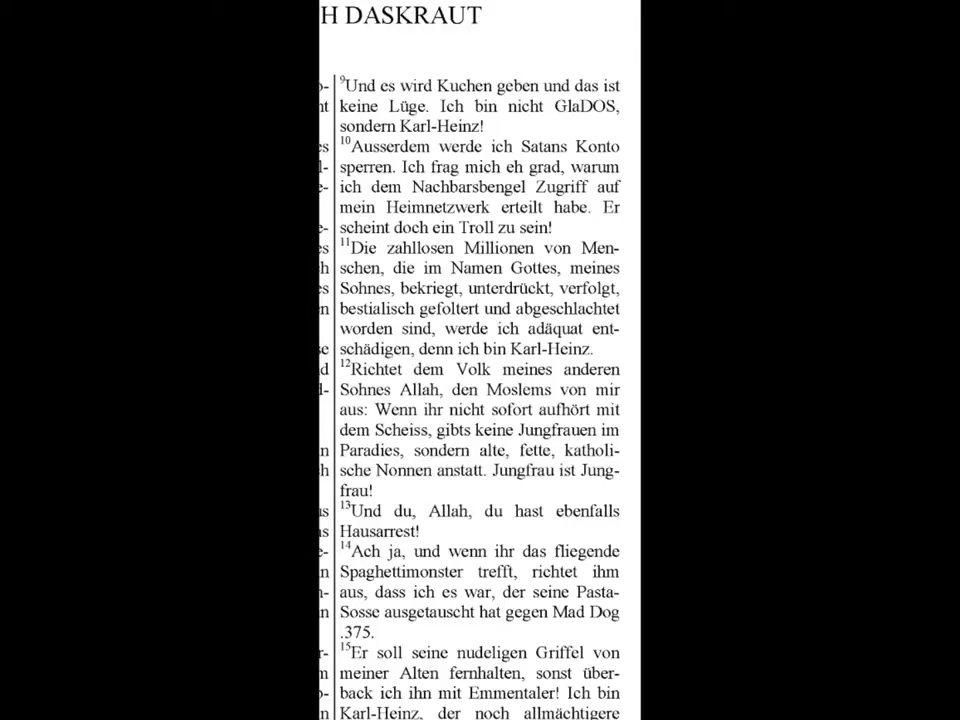 H DASKRAUT
9Und es wird Kuchen geben und das ist
keine Lüge. Ich bin nicht GlaDOS,
sondern Karl-Heinz!
10Ausserdem werde ich Satans Konto
sperren. Ich frag mich eh grad, warum
ich dem Nachbarsbengel Zugriff auf
mein Heimnetzwerk erteilt habe. Er
scheint doch ein Troll zu sein!
11Die zahllosen Millionen von Men-
schen, die im Namen Gottes, meines
Sohnes, bekriegt, unterdrückt, verfolgt,
bestialisch gefoltert und abgeschlachtet
worden sind, werde ich adäquat ent-
schädigen, denn ich bin Karl-Heinz.
12Richtet dem Volk meines anderen
Sohnes Allah, den Moslems von mir
aus: Wenn ihr nicht sofort aufhört mit
dem Scheiss, gibts keine Jungfrauen im
Paradies, sondern alte, fette, katholi-
sche Nonnen anstatt. Jungfrau ist Jung-
frau!
13Und du, Allah, du hast ebenfalls
Hausarrest!
14Ach ja, und wenn ihr das fliegende
Spaghettimonster trefft, richtet ihm
aus, dass ich es war, der seine Pasta-
Sosse ausgetauscht hat gegen Mad Dog
.375.
15Er soll seine nudeligen Griffel von
meiner Alten fernhalten, sonst über-
back ich ihn mit Emmentaler! Ich bin
Karl-Heinz, der noch allmächtigere